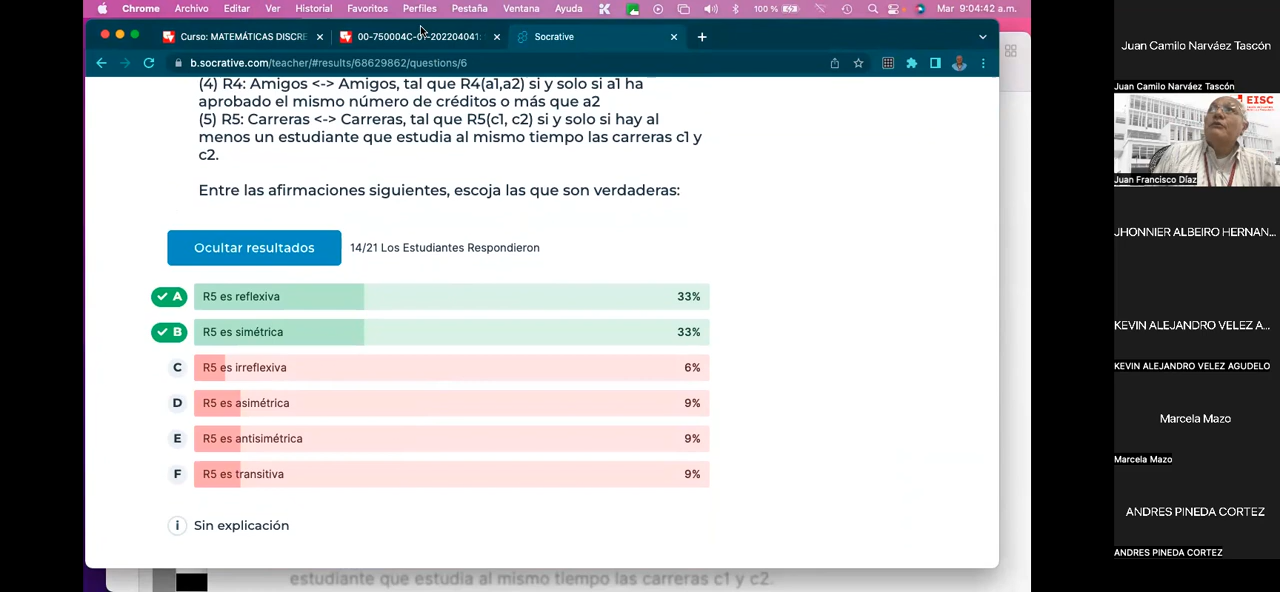 Chrome Archivo Editar Ver Historial Favoritos Perfiles Pestaña Ventana Ayuda 100 % Mar 9:04:42 a.m.
Curso: MATEMÁTICAS DISCRE 00-750004C-01-202204041: Socrative
b.socrative.com/teacher/#results/68629862/questions/6
(4) R4: Amigos <-> Amigos, tal que R4(a1,a2) si y solo si a1 ha
aprobado el mismo número de créditos o más que a2
(5) R5: Carreras <-> Carreras, tal que R5(c1, c2) si y solo si hay al
menos un estudiante que estudia al mismo tiempo las carreras c1 y
c2.
Entre las afirmaciones siguientes, escoja las que son verdaderas:
Ocultar resultados 14/21 Los Estudiantes Respondieron
A R5 es reflexiva 33%
B R5 es simétrica 33%
C R5 es irreflexiva 6%
D R5 es asimétrica 9%
E R5 es antisimétrica 9%
F R5 es transitiva 9%
i Sin explicación
estudiante que estudia al mismo tiempo las carreras c1 y c2.
Juan Camilo Narváez Tascón
Juan Camilo Narváez Tascón
EISC
Juan Francisco Díaz
JHONNIER ALBEIRO HERNAN...
KEVIN ALEJANDRO VELEZ A...
KEVIN ALEJANDRO VELEZ AGUDELO
Marcela Mazo
Marcela Mazo
ANDRES PINEDA CORTEZ
ANDRES PINEDA CORTEZ